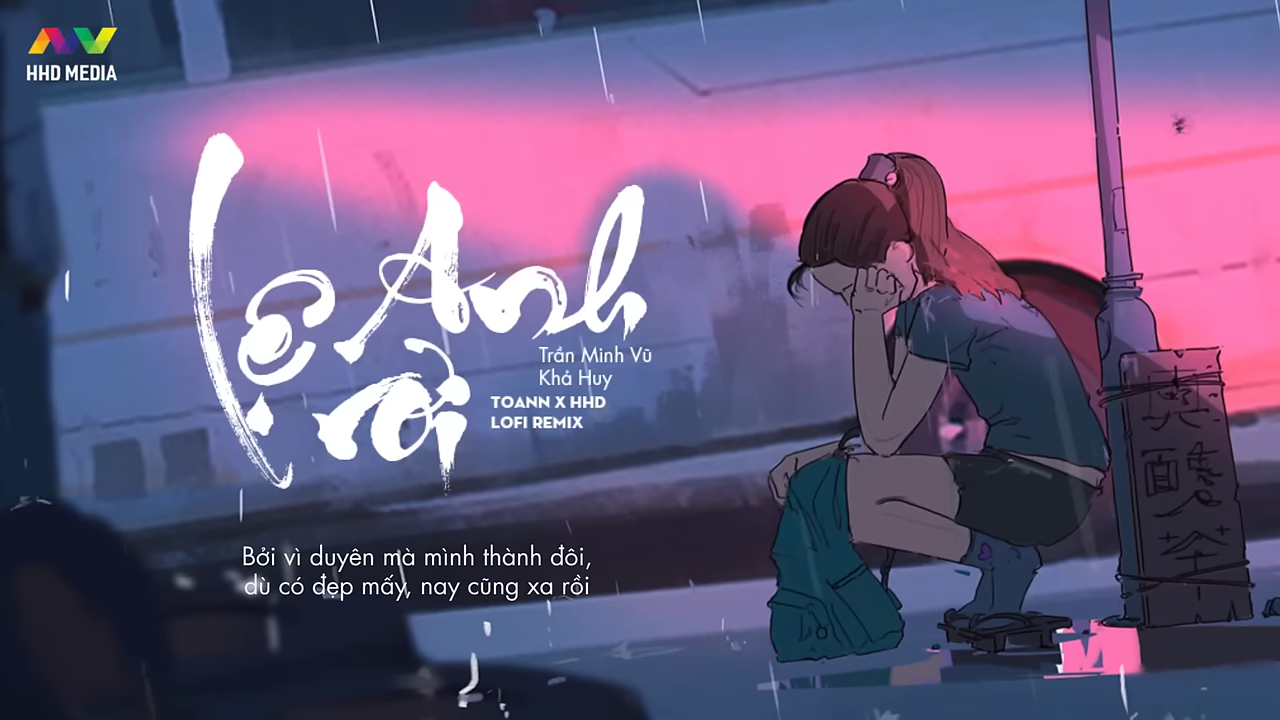 HHD MEDIA
Lệ Anh
rơi
Trần Minh Vũ
Khả Huy
TOANN X HHD
LOFI REMIX
Bởi vì duyên mà mình thành đôi,
dù có đẹp mấy, nay cũng xa rồi